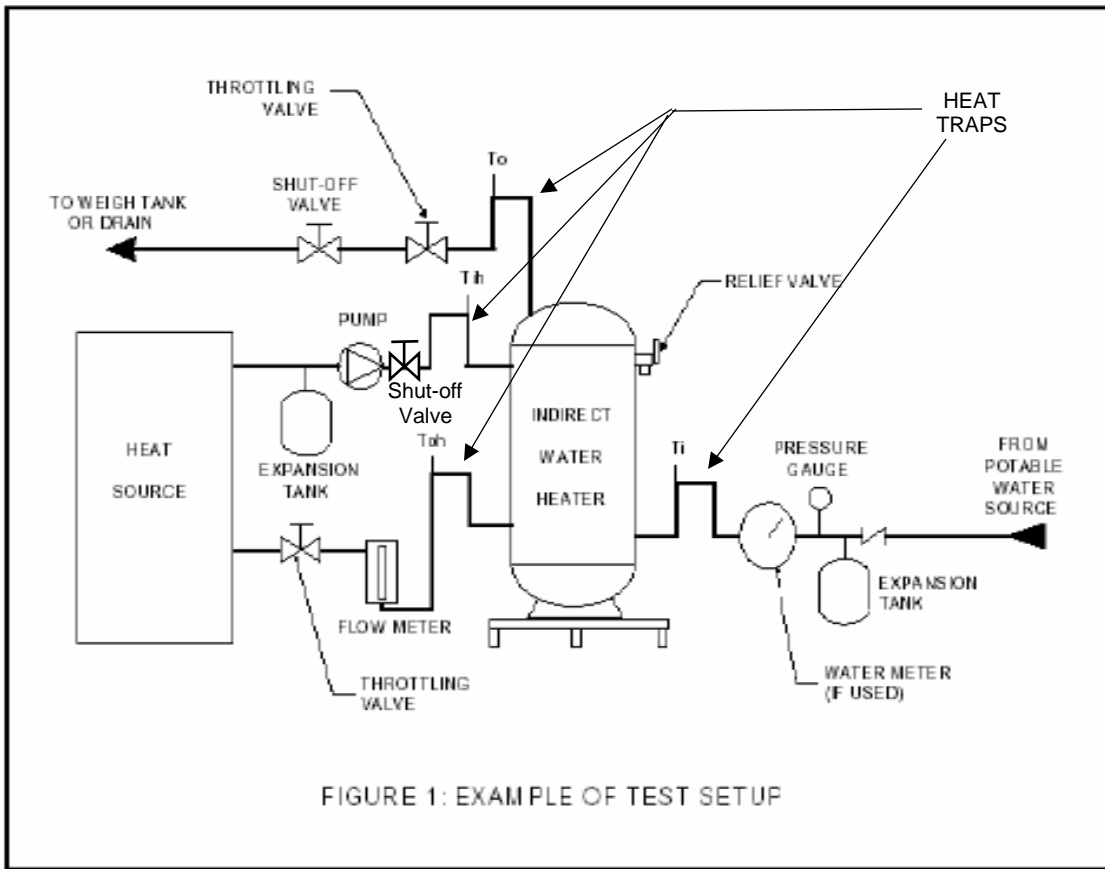 THROTTLING
VALVE
HEAT
TRAPS
To
SHUT-OFF
VALVE
TO WEIGH TANK
OR DRAIN
Tih
RELIEF VALVE
PUMP
Shut-off
Valve
INDIRECT
WATER
HEATER
HEAT
SOURCE
EXPANSION
TANK
Toh
Ti
PRESSURE
GAUGE
FROM
POTABLE
WATER
SOURCE
EXPANSION
TANK
FLOW METER
THROTTLING
VALVE
WATER METER
(IF USED)
FIGURE 1: EXAMPLE OF TEST SETUP